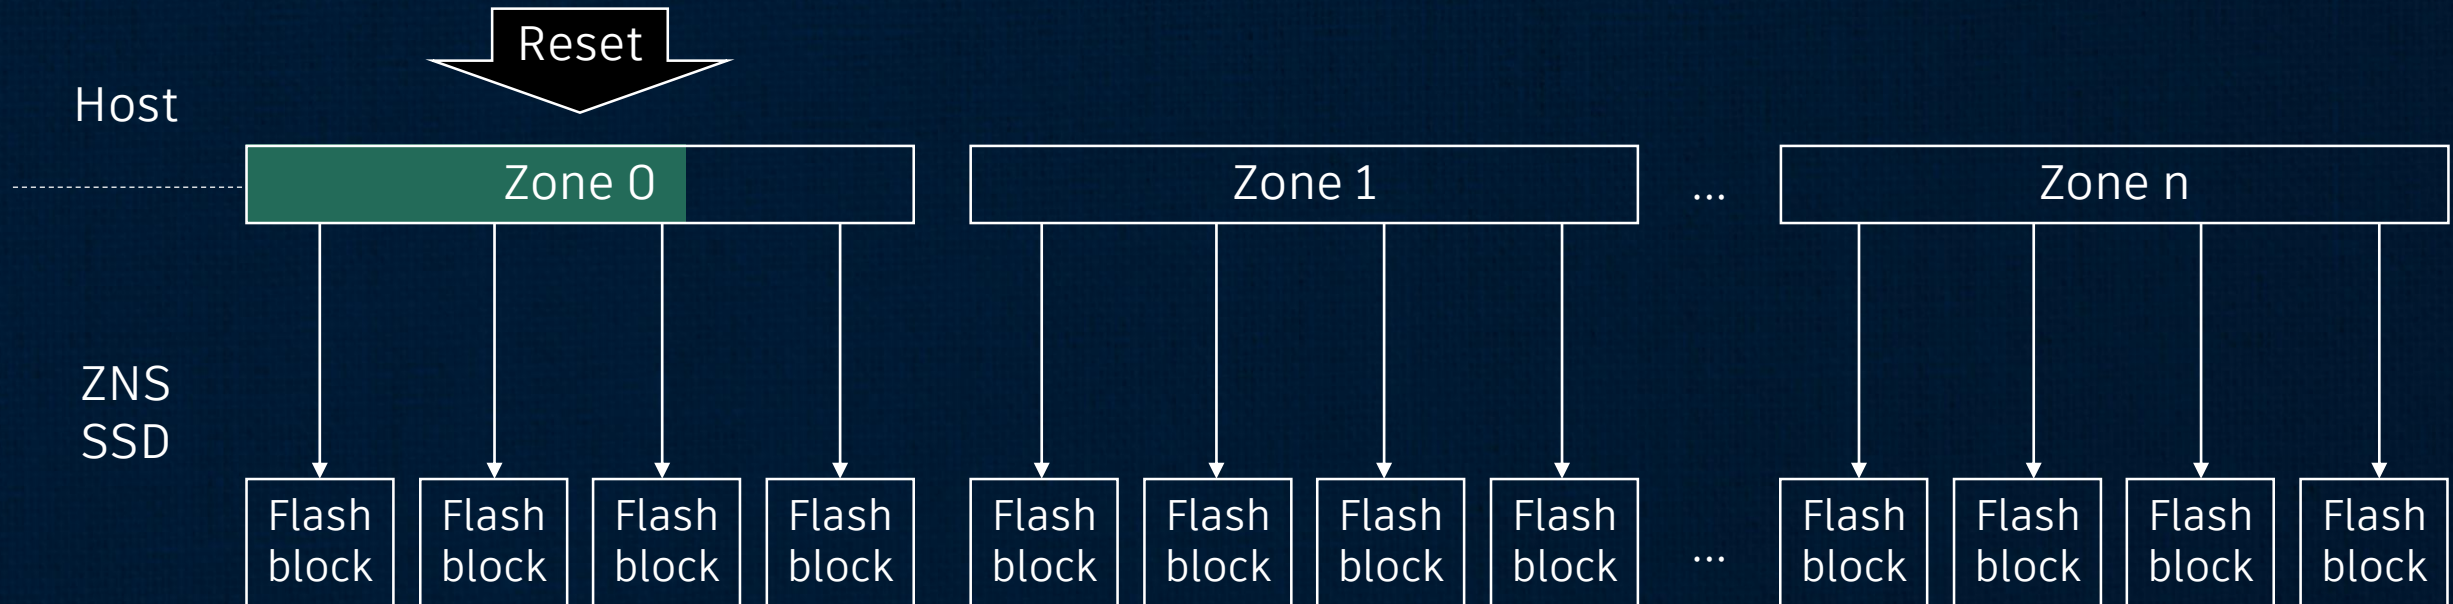 Reset
Host
Zone 0
Zone 1
...
Zone n
ZNS
SSD
Flash
block
Flash
block
Flash
block
Flash
block
Flash
block
Flash
block
Flash
block
Flash
block
...
Flash
block
Flash
block
Flash
block
Flash
block